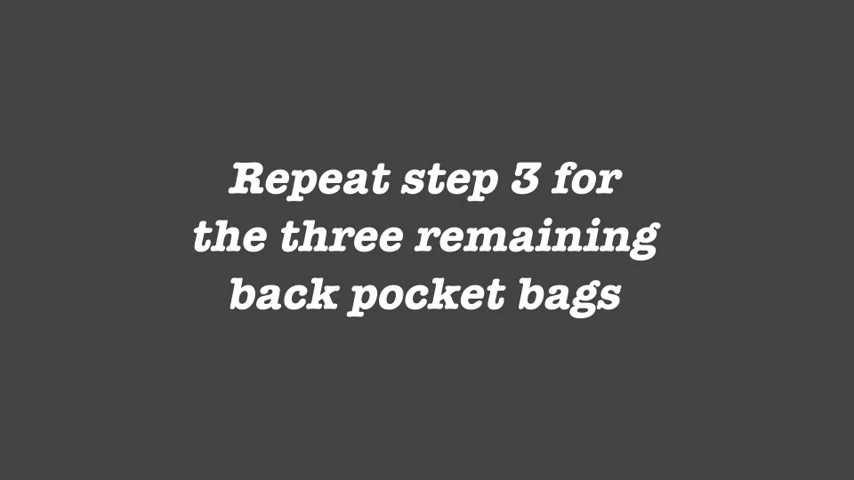 Repeat step 3 for
the three remaining
back pocket bags